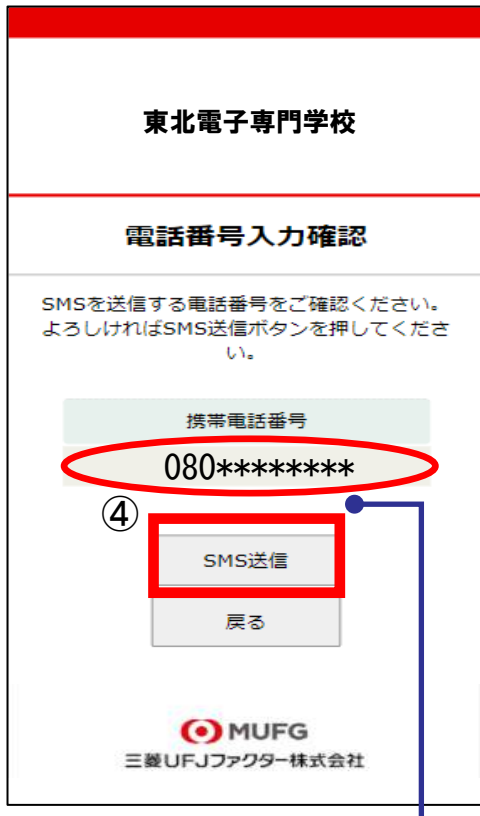 東北電子専門学校
電話番号入力確認
SMSを送信する電話番号をご確認ください。
よろしければSMS送信ボタンを押してくださ
い。
携帯電話番号
080********
④
SMS送信
戻る
MUFG
三菱UFJファクター株式会社